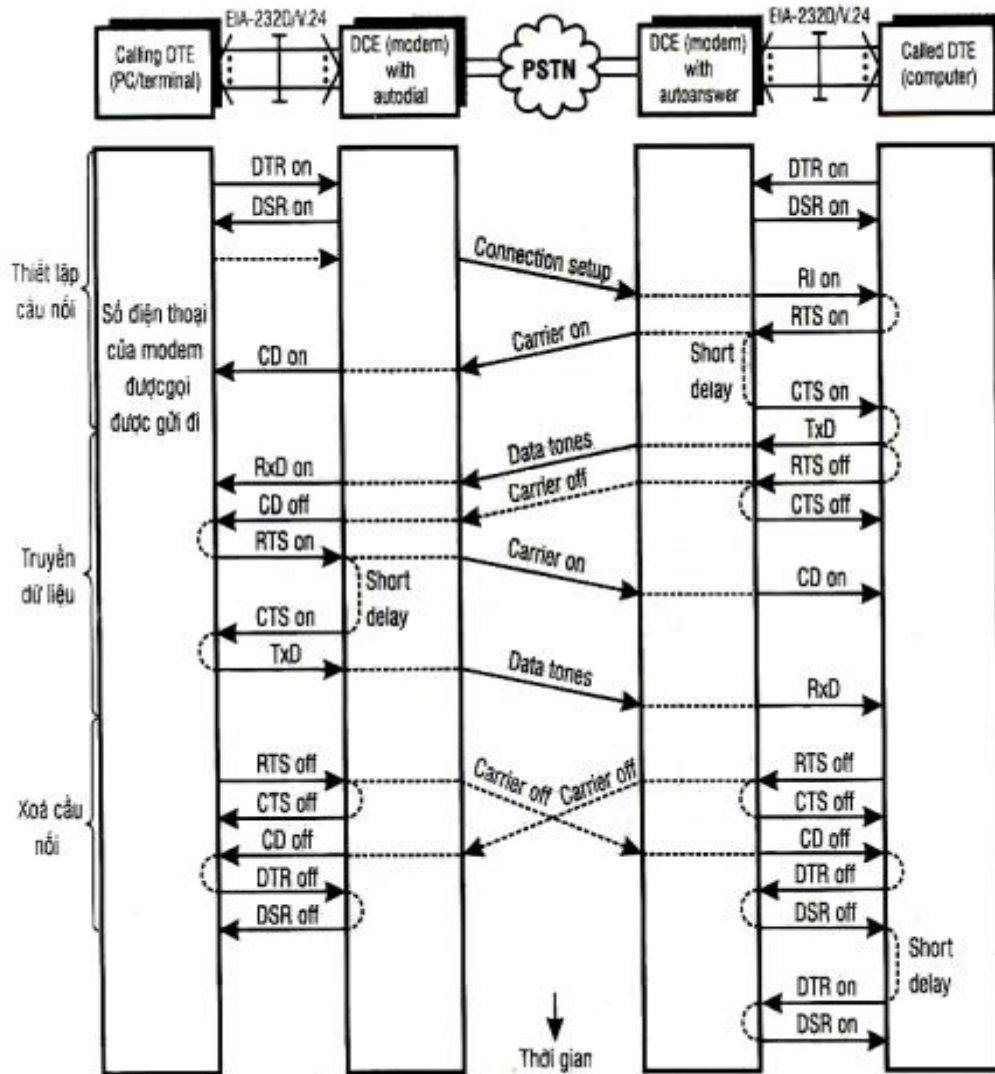 EIA-232D/V.24
EIA-232D/V.24
Calling DTE
(PC/terminal)
DCE (modem)
with
autodial
PSTN
DCE (modem)
with
autoanswer
Called DTE
(computer)
DTR on
DTR on
DSR on
DSR on
Thiết lập
cầu nối
Connection setup
RI on
Số điện thoại
của modem
đượcgọi
được gửi đi
RTS on
Carrier on
CD on
Short
delay
CTS on
TxD
Data tones
RxD on
RTS off
Carrier off
CD off
CTS off
RTS on
Truyền
dữ liệu
Carrier on
CD on
Short
delay
CTS on
TxD
Data tones
RxD
RTS off
Carrier off
Carrier off
RTS off
Xoá cầu
nối
CTS off
CTS off
CD off
CD off
DTR off
DTR off
DSR off
DSR off
Short
delay
DTR on
DSR on
Thời gian